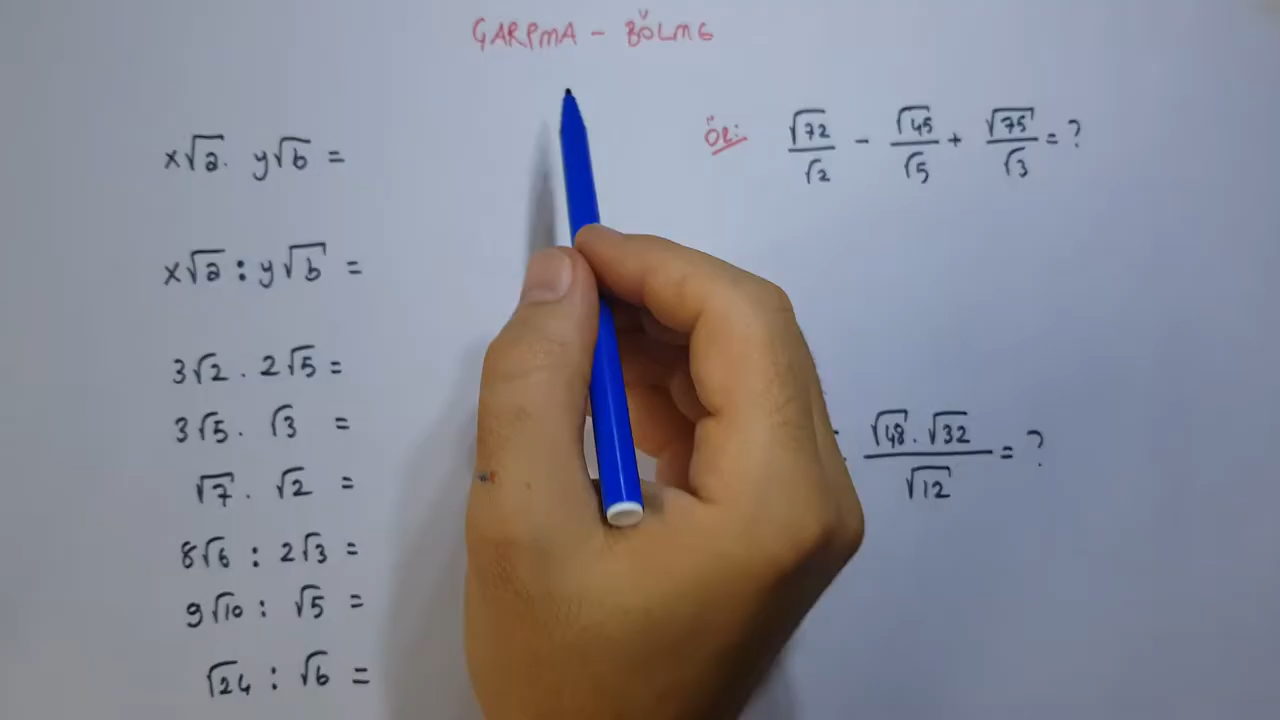 ÇARPMA - BÖLME
x√a . y√b =
x√a : y√b =
3√2 . 2√5 =
3√5 . √3 =
√7 . √2 =
8√6 : 2√3 =
9√10 : √5 =
√24 : √6 =
ÖR: √72/√2 - √45/√5 + √75/√3 = ?
: √48 . √32/√12 = ?